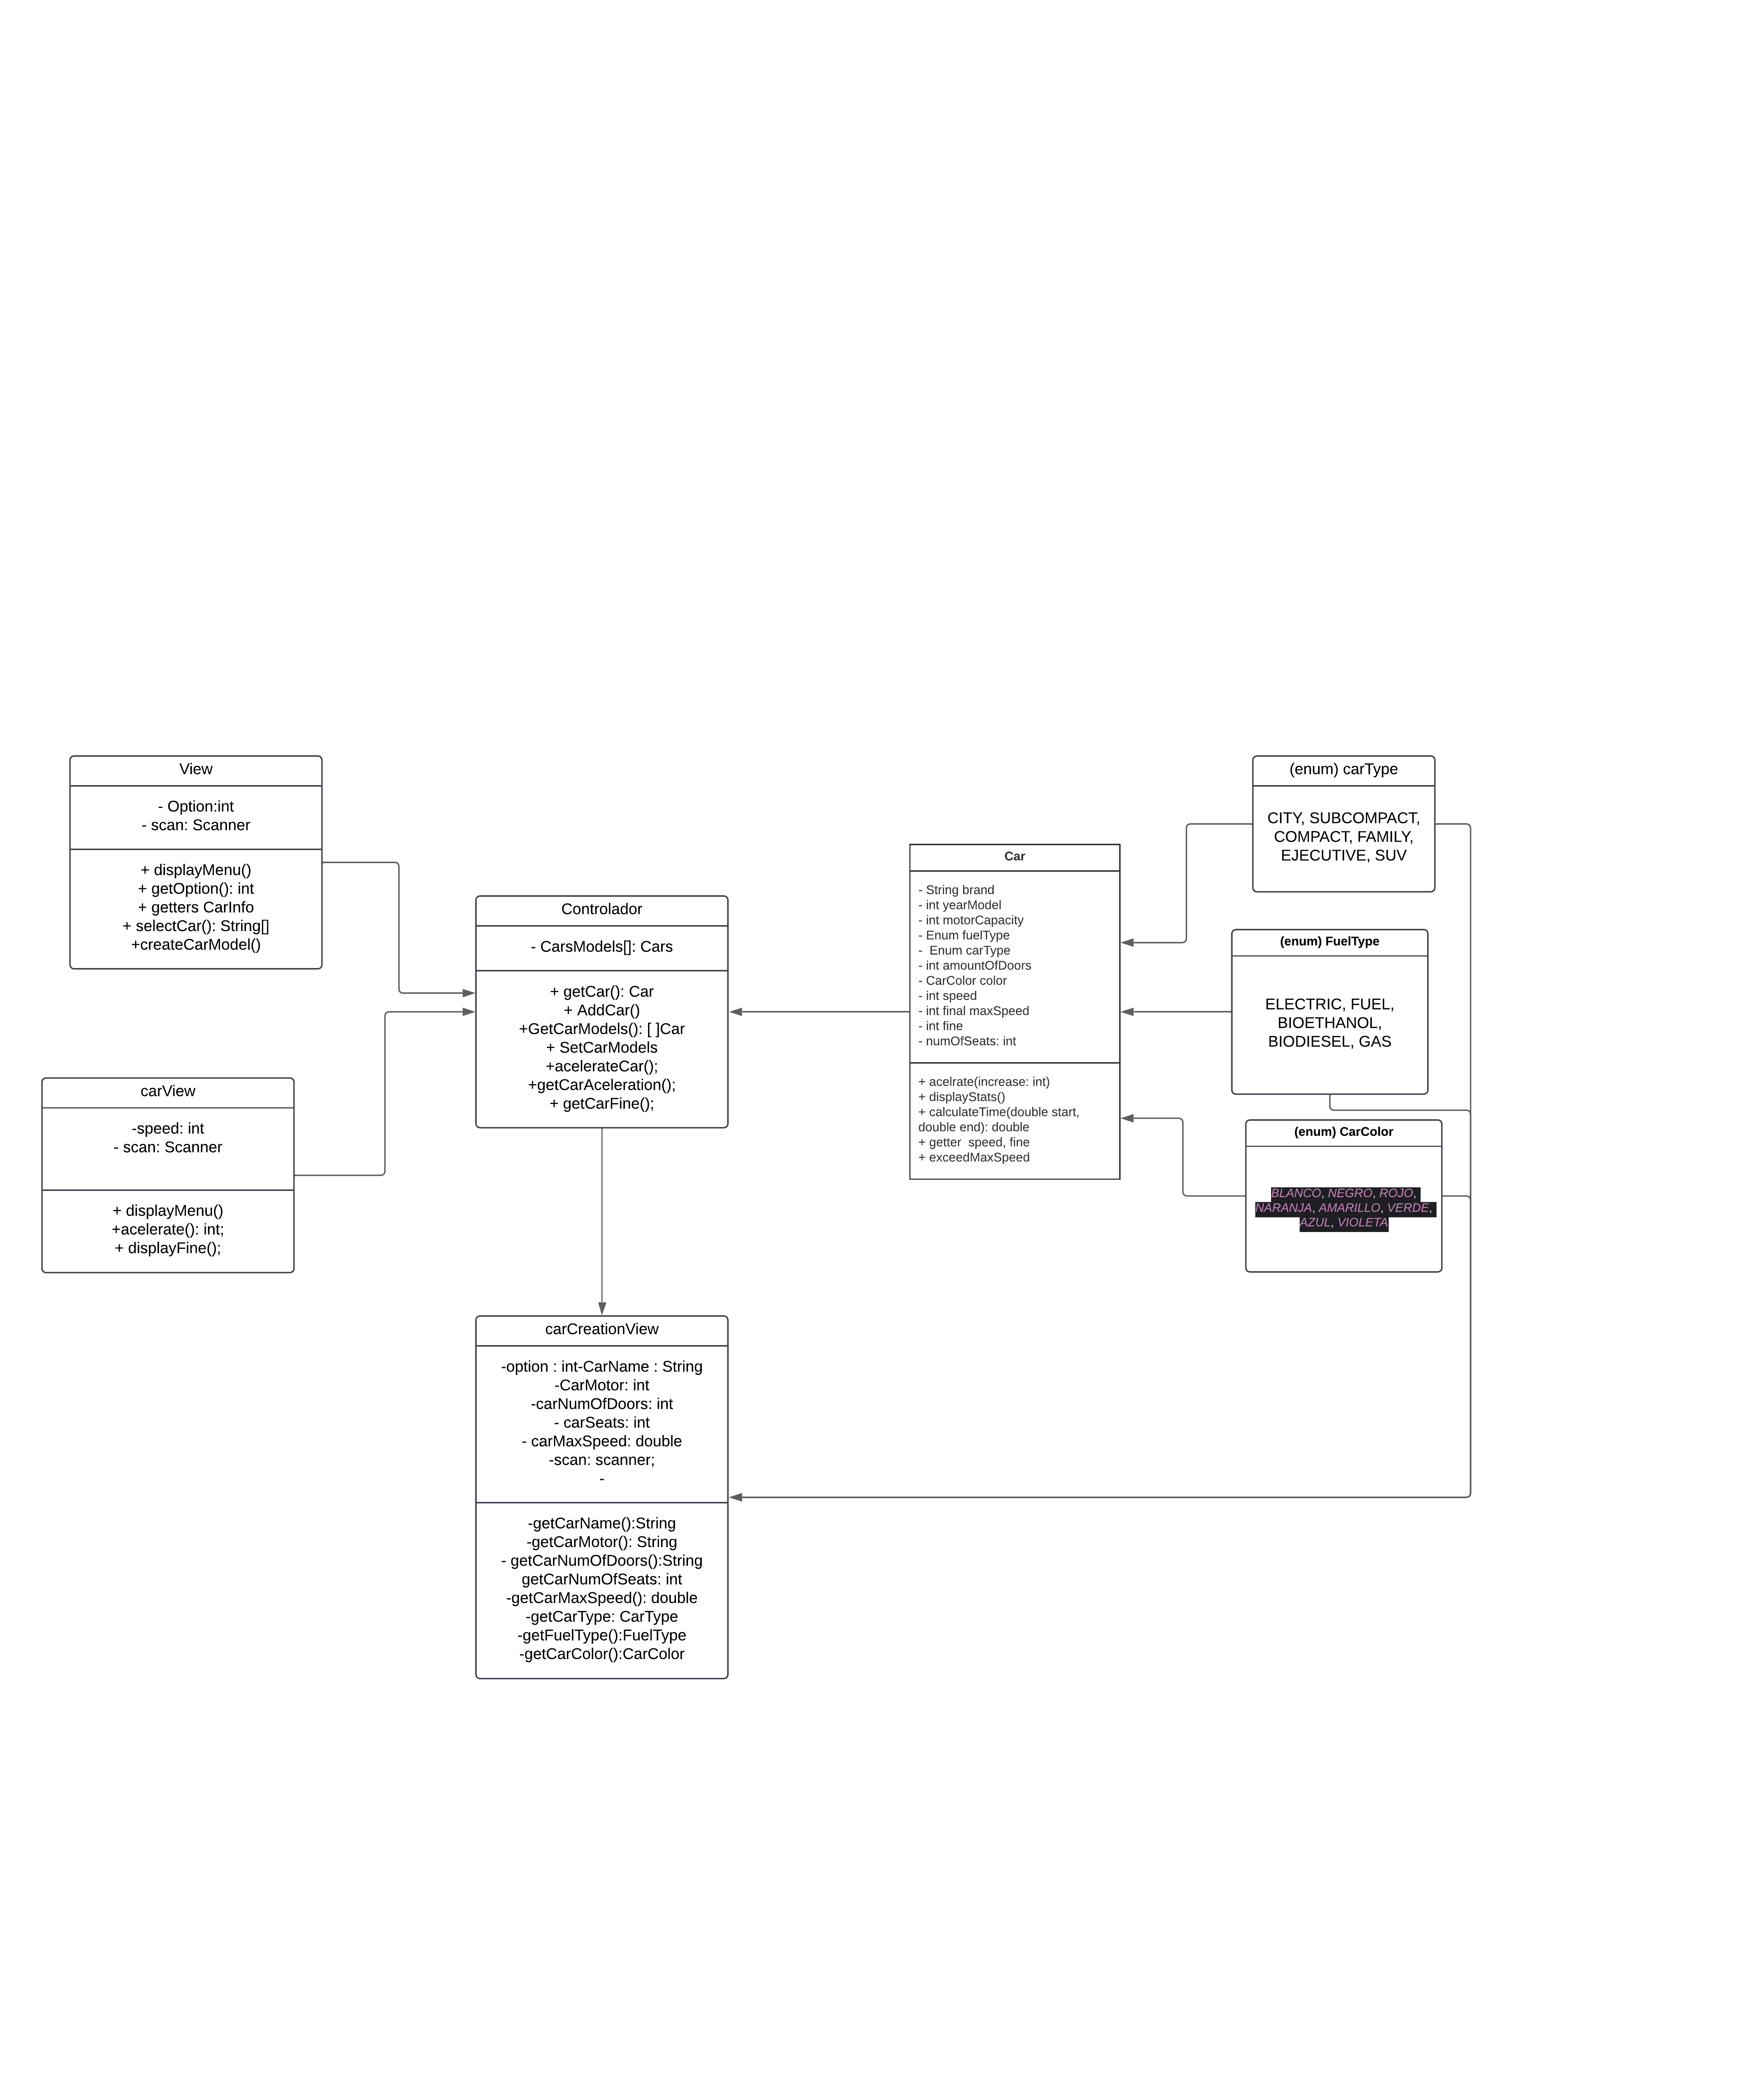 View
- Option:int
- scan: Scanner
+ displayMenu()
+ getOption(): int
+ getters CarInfo
+ selectCar(): String[]
+createCarModel()
carView
-speed: int
- scan: Scanner
+ displayMenu()
+acelerate(): int;
+ displayFine();
Controlador
- CarsModels[]: Cars
+ getCar(): Car
+ AddCar()
+GetCarModels(): [ ]Car
+ SetCarModels
+acelerateCar();
+getCarAceleration();
+ getCarFine();
carCreationView
-option : int-CarName : String
-CarMotor: int
-carNumOfDoors: int
- carSeats: int
- carMaxSpeed: double
-scan: scanner;
-
-getCarName():String
-getCarMotor(): String
- getCarNumOfDoors():String
getCarNumOfSeats: int
-getCarMaxSpeed(): double
-getCarType: CarType
-getFuelType():FuelType
-getCarColor():CarColor
Car
- String brand
- int yearModel
- int motorCapacity
- Enum fuelType
-  Enum carType
- int amountOfDoors
- CarColor color
- int speed
- int final maxSpeed
- int fine
- numOfSeats: int
+ acelrate(increase: int)
+ displayStats()
+ calculateTime(double start,
double end): double
+ getter  speed, fine
+ exceedMaxSpeed
(enum) carType
CITY, SUBCOMPACT,
COMPACT, FAMILY,
EJECUTIVE, SUV
(enum) FuelType
ELECTRIC, FUEL,
BIOETHANOL,
BIODIESEL, GAS
(enum) CarColor
BLANCO, NEGRO, ROJO,
NARANJA, AMARILLO, VERDE,
AZUL, VIOLETA